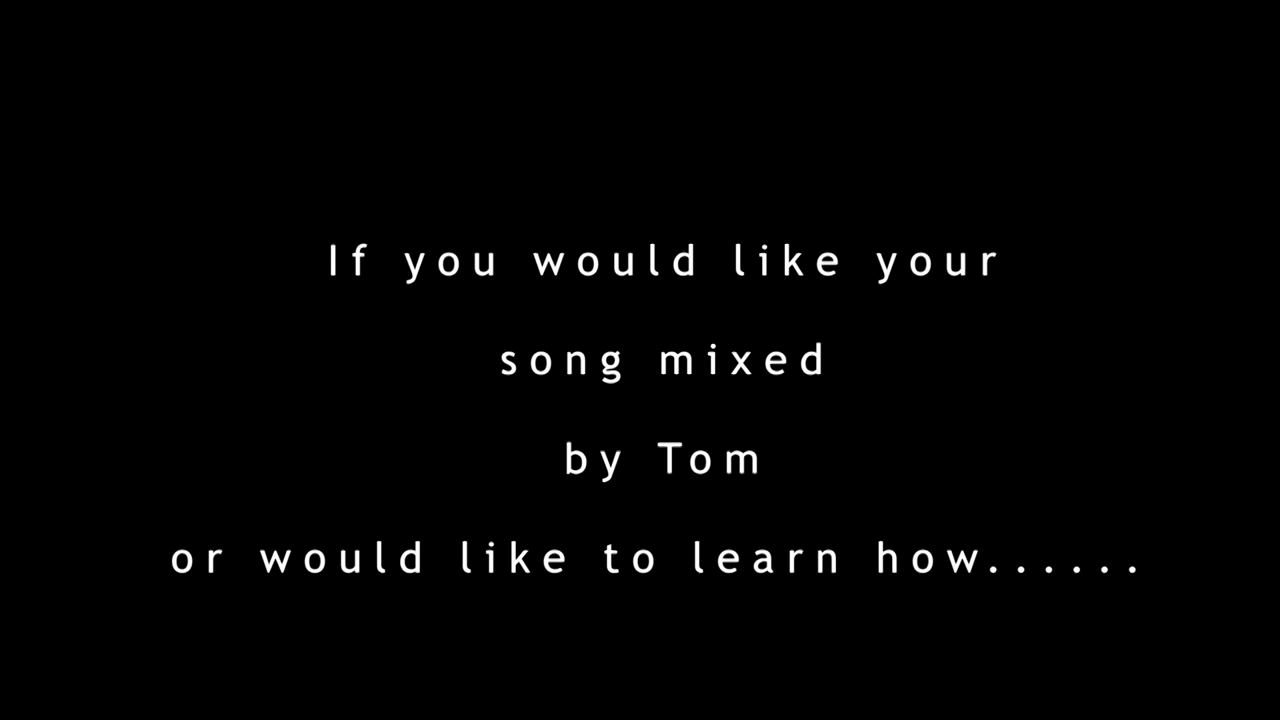 If you would like your
song mixed
by Tom
or would like to learn how......